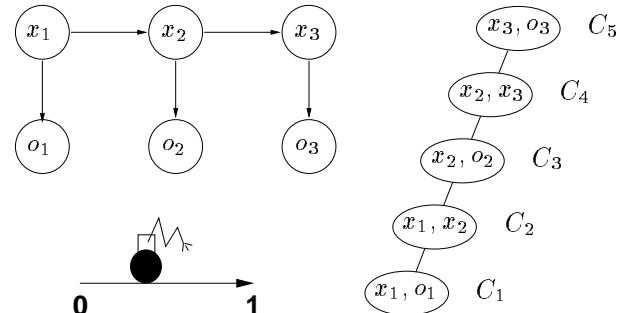 x₁ x₂ x₃
o₁ o₂ o₃
0 1
x₃, o₃ C₅
x₂, x₃ C₄
x₂, o₂ C₃
x₁, x₂ C₂
x₁, o₁ C₁